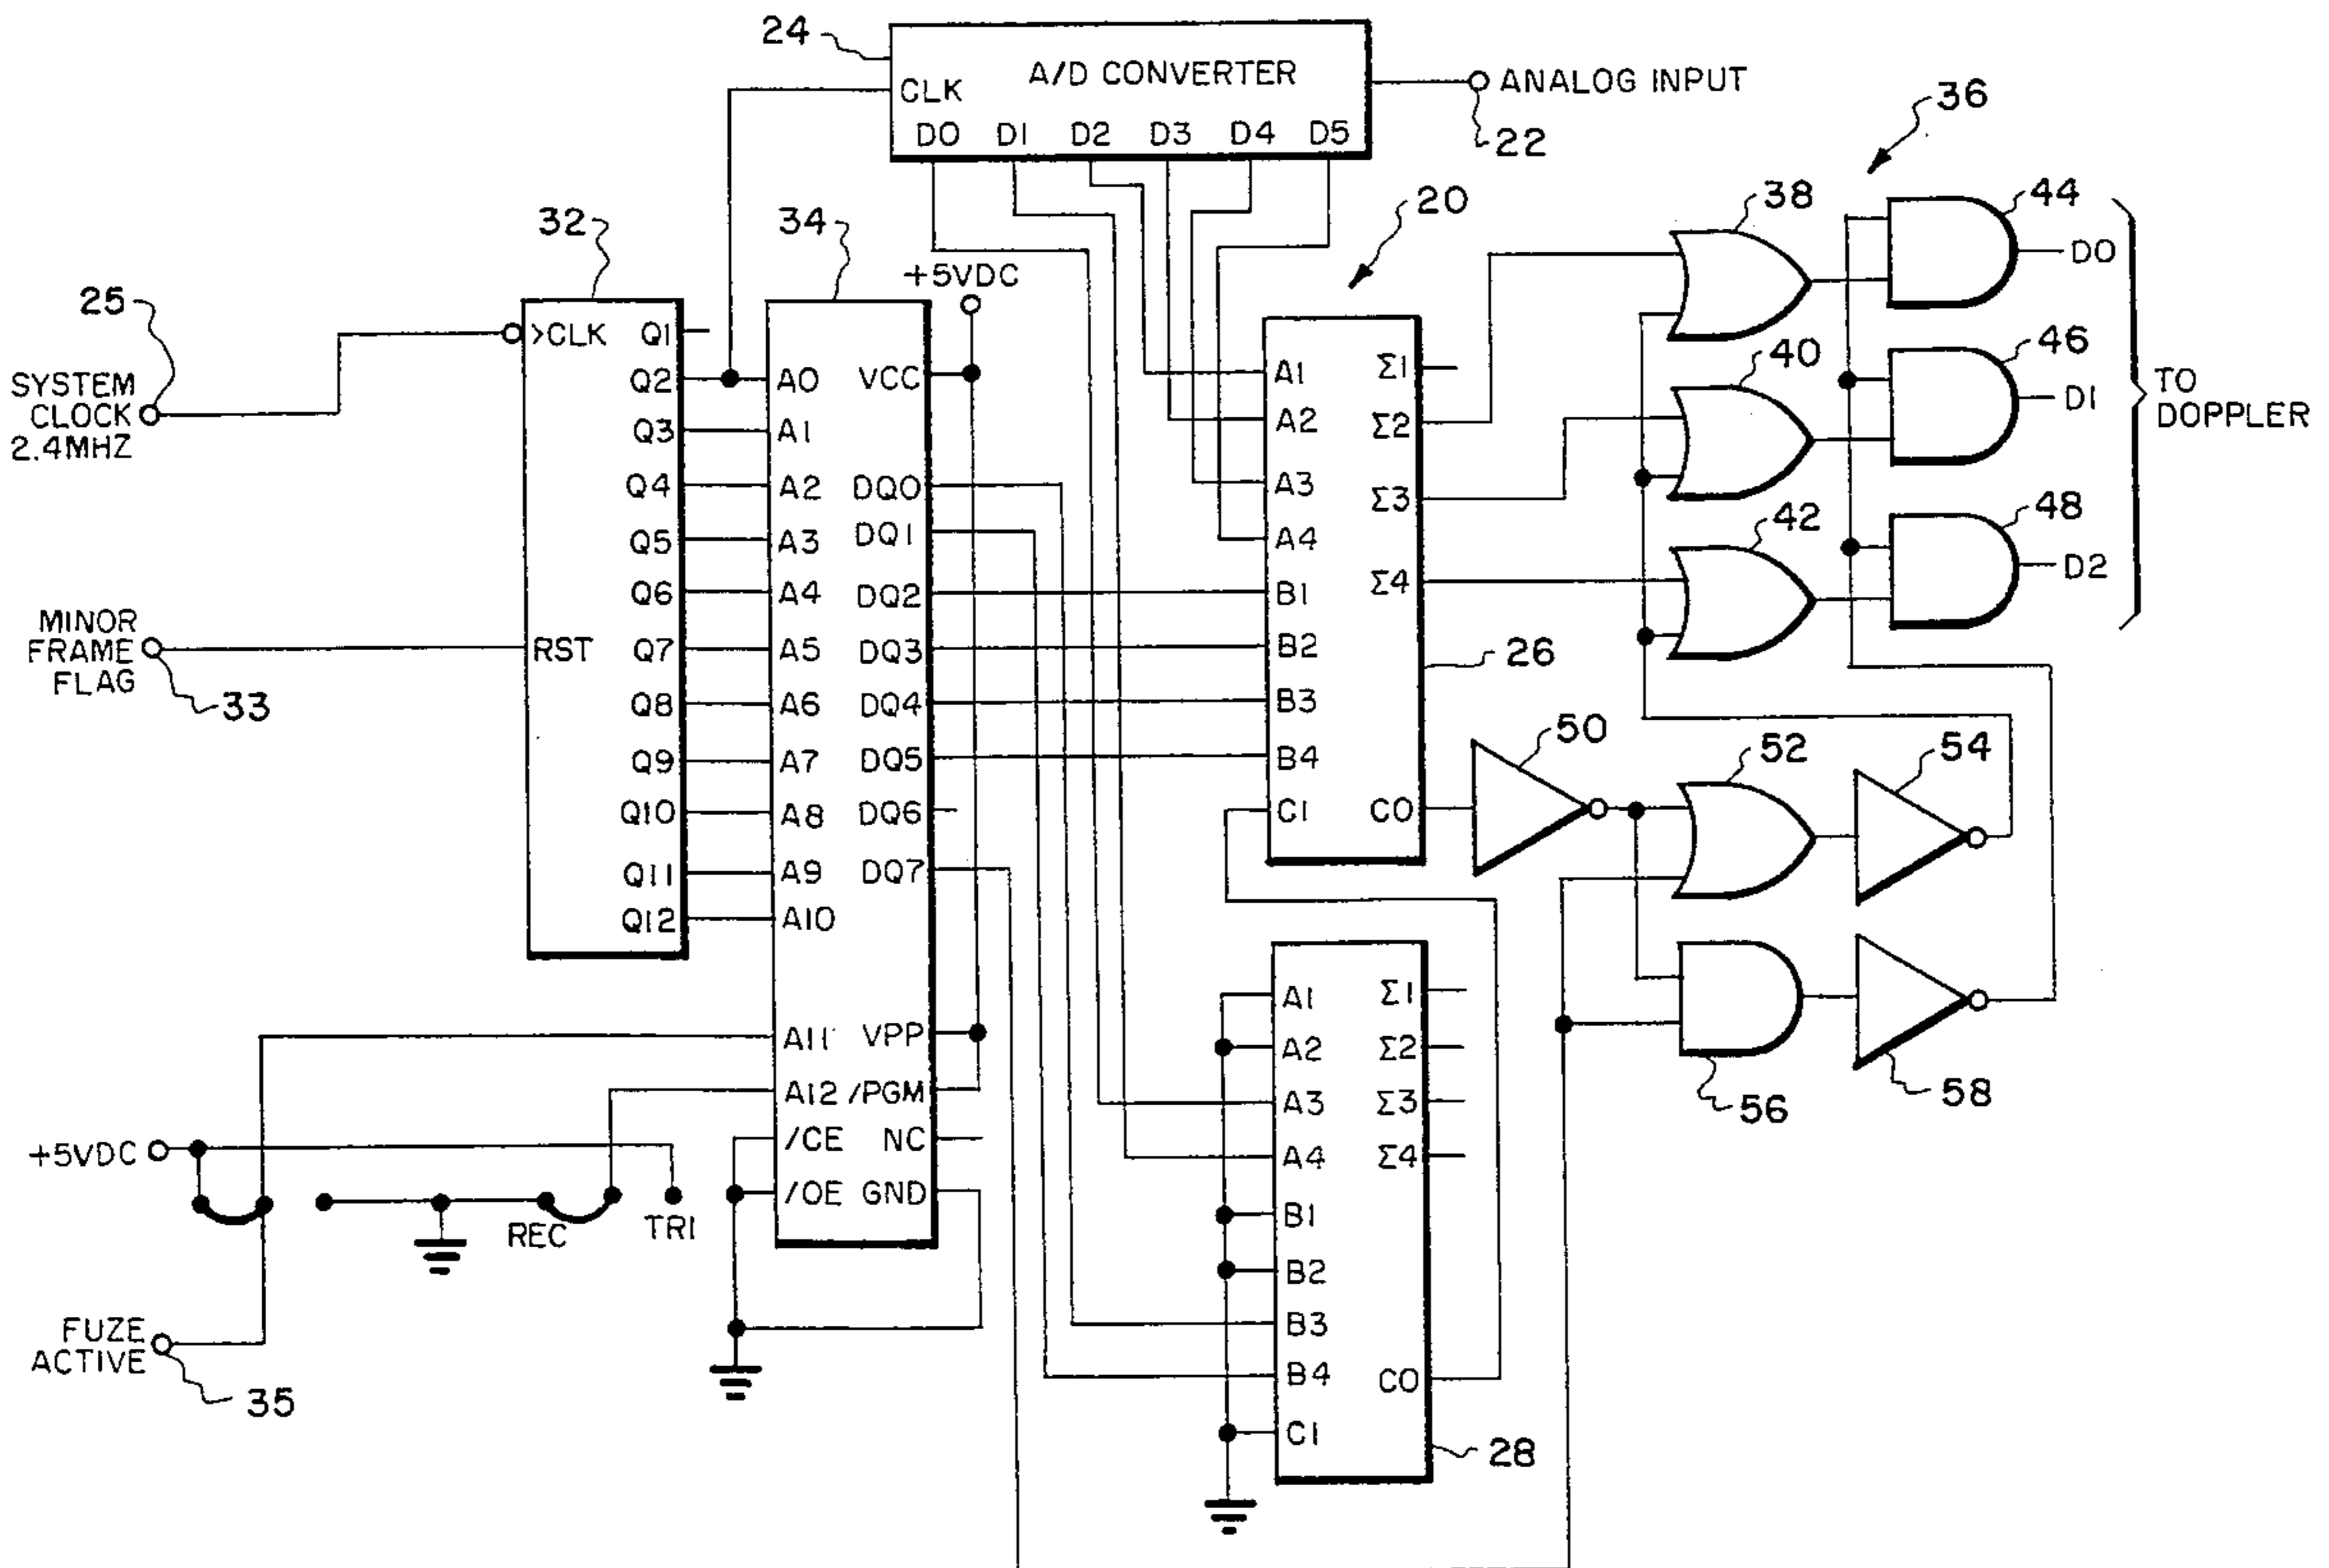 24
A/D CONVERTER
CLK
D0 D1 D2 D3 D4 D5
ANALOG INPUT
22
36
20
32
34
+5VDC
38
44
D0
40
46
D1
42
48
D2
TO
DOPPLER
25
SYSTEM
CLOCK
2.4MHZ
>CLK
RST
Q1
Q2
Q3
Q4
Q5
Q6
Q7
Q8
Q9
Q10
Q11
Q12
MINOR
FRAME
FLAG
33
A0
A1
A2
A3
A4
A5
A6
A7
A8
A9
A10
A11
A12
/CE
/OE
VCC
DQ0
DQ1
DQ2
DQ3
DQ4
DQ5
DQ6
DQ7
VPP
/PGM
NC
GND
A1
A2
A3
A4
B1
B2
B3
B4
C1
Σ1
Σ2
Σ3
Σ4
CO
26
50
52
54
56
58
A1
A2
A3
A4
B1
B2
B3
B4
C1
Σ1
Σ2
Σ3
Σ4
CO
28
+5VDC
REC
TRI
FUZE
ACTIVE
35